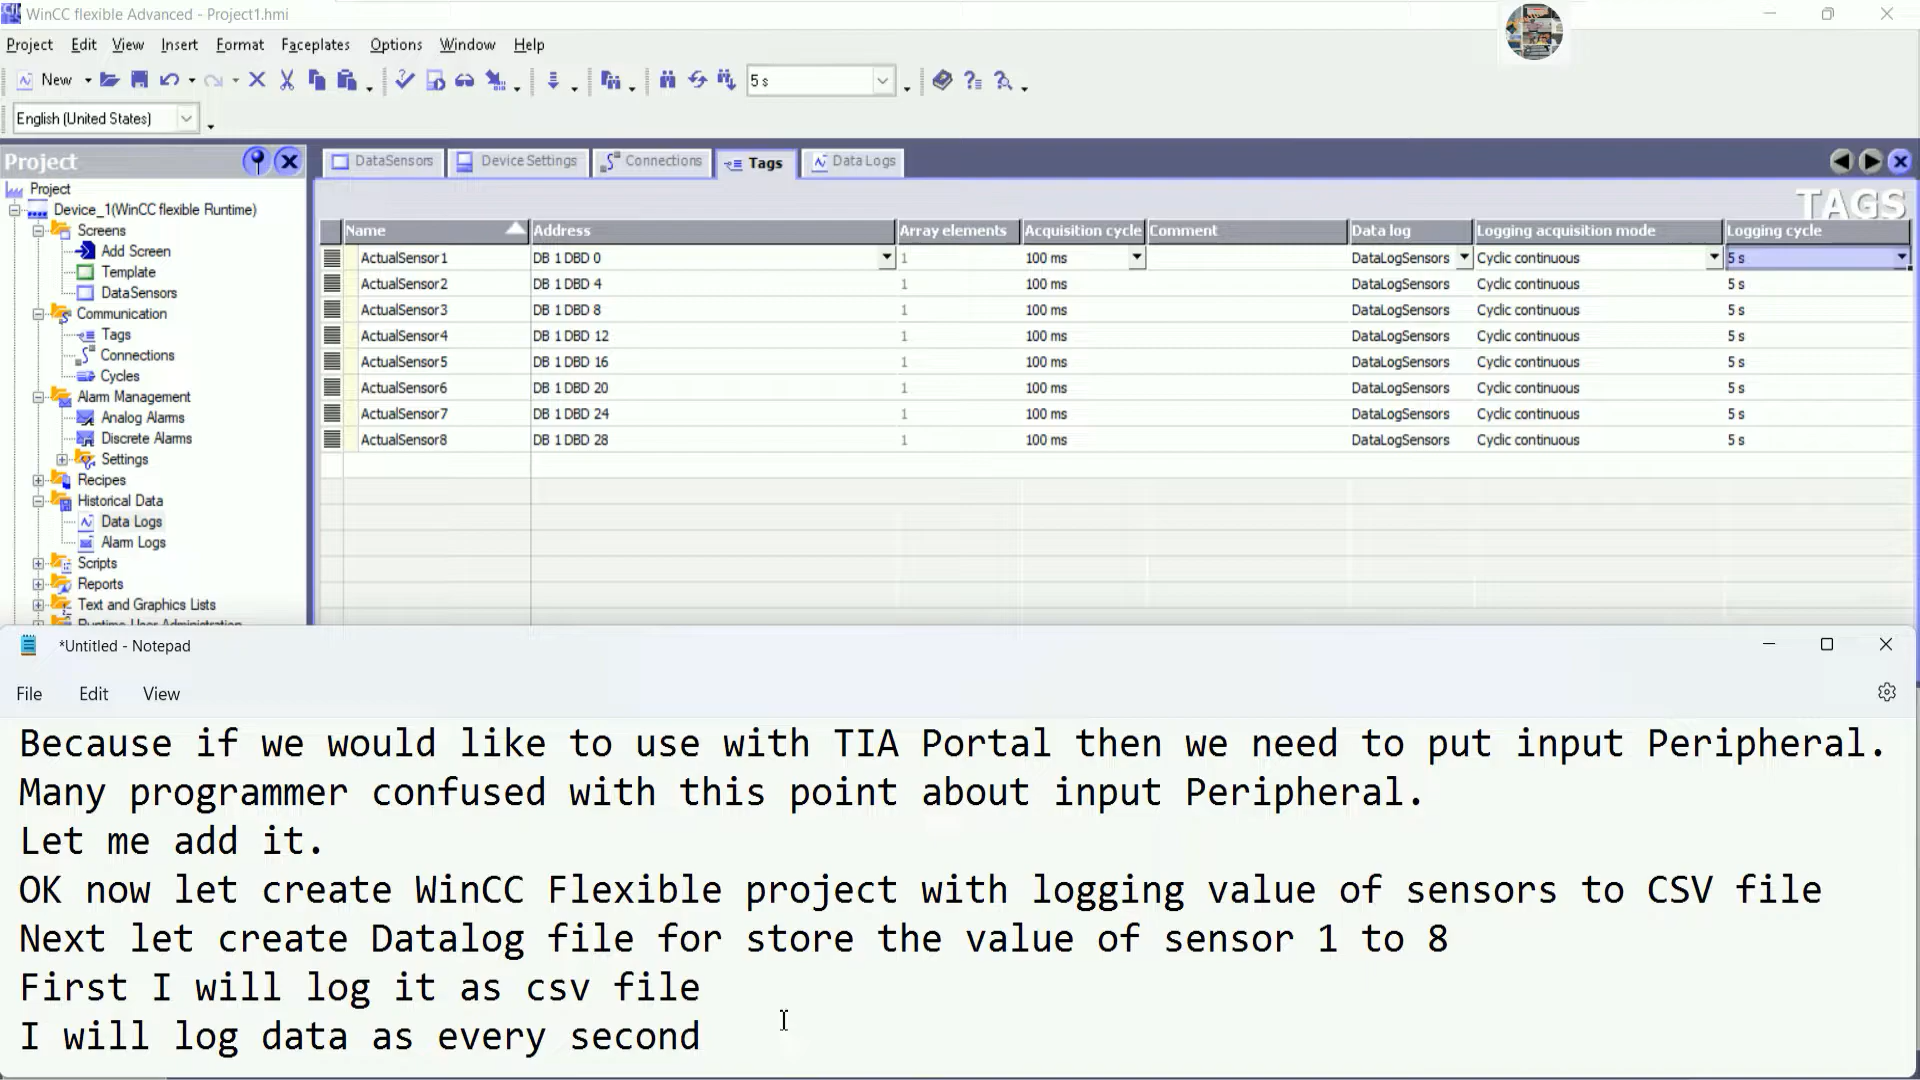 WinCC flexible Advanced - Project1.hmi
Project Edit View Insert Format Faceplates Options Window Help
New 5 s
English (United States)
Project
DataSensors Device Settings Connections Tags Data Logs
TAGS
Project
Device_1(WinCC flexible Runtime)
Screens
Add Screen
Template
DataSensors
Communication
Tags
Connections
Cycles
Alarm Management
Analog Alarms
Discrete Alarms
Settings
Recipes
Historical Data
Data Logs
Alarm Logs
Scripts
Reports
Text and Graphics Lists
Runtime User Administration
Name Address Array elements Acquisition cycle Comment Data log Logging acquisition mode Logging cycle
ActualSensor1 DB 1 DBD 0 1 100 ms DataLogSensors Cyclic continuous 5 s
ActualSensor2 DB 1 DBD 4 1 100 ms DataLogSensors Cyclic continuous 5 s
ActualSensor3 DB 1 DBD 8 1 100 ms DataLogSensors Cyclic continuous 5 s
ActualSensor4 DB 1 DBD 12 1 100 ms DataLogSensors Cyclic continuous 5 s
ActualSensor5 DB 1 DBD 16 1 100 ms DataLogSensors Cyclic continuous 5 s
ActualSensor6 DB 1 DBD 20 1 100 ms DataLogSensors Cyclic continuous 5 s
ActualSensor7 DB 1 DBD 24 1 100 ms DataLogSensors Cyclic continuous 5 s
ActualSensor8 DB 1 DBD 28 1 100 ms DataLogSensors Cyclic continuous 5 s
*Untitled - Notepad
File Edit View
Because if we would like to use with TIA Portal then we need to put input Peripheral.
Many programmer confused with this point about input Peripheral.
Let me add it.
OK now let create WinCC Flexible project with logging value of sensors to CSV file
Next let create Datalog file for store the value of sensor 1 to 8
First I will log it as csv file
I will log data as every second